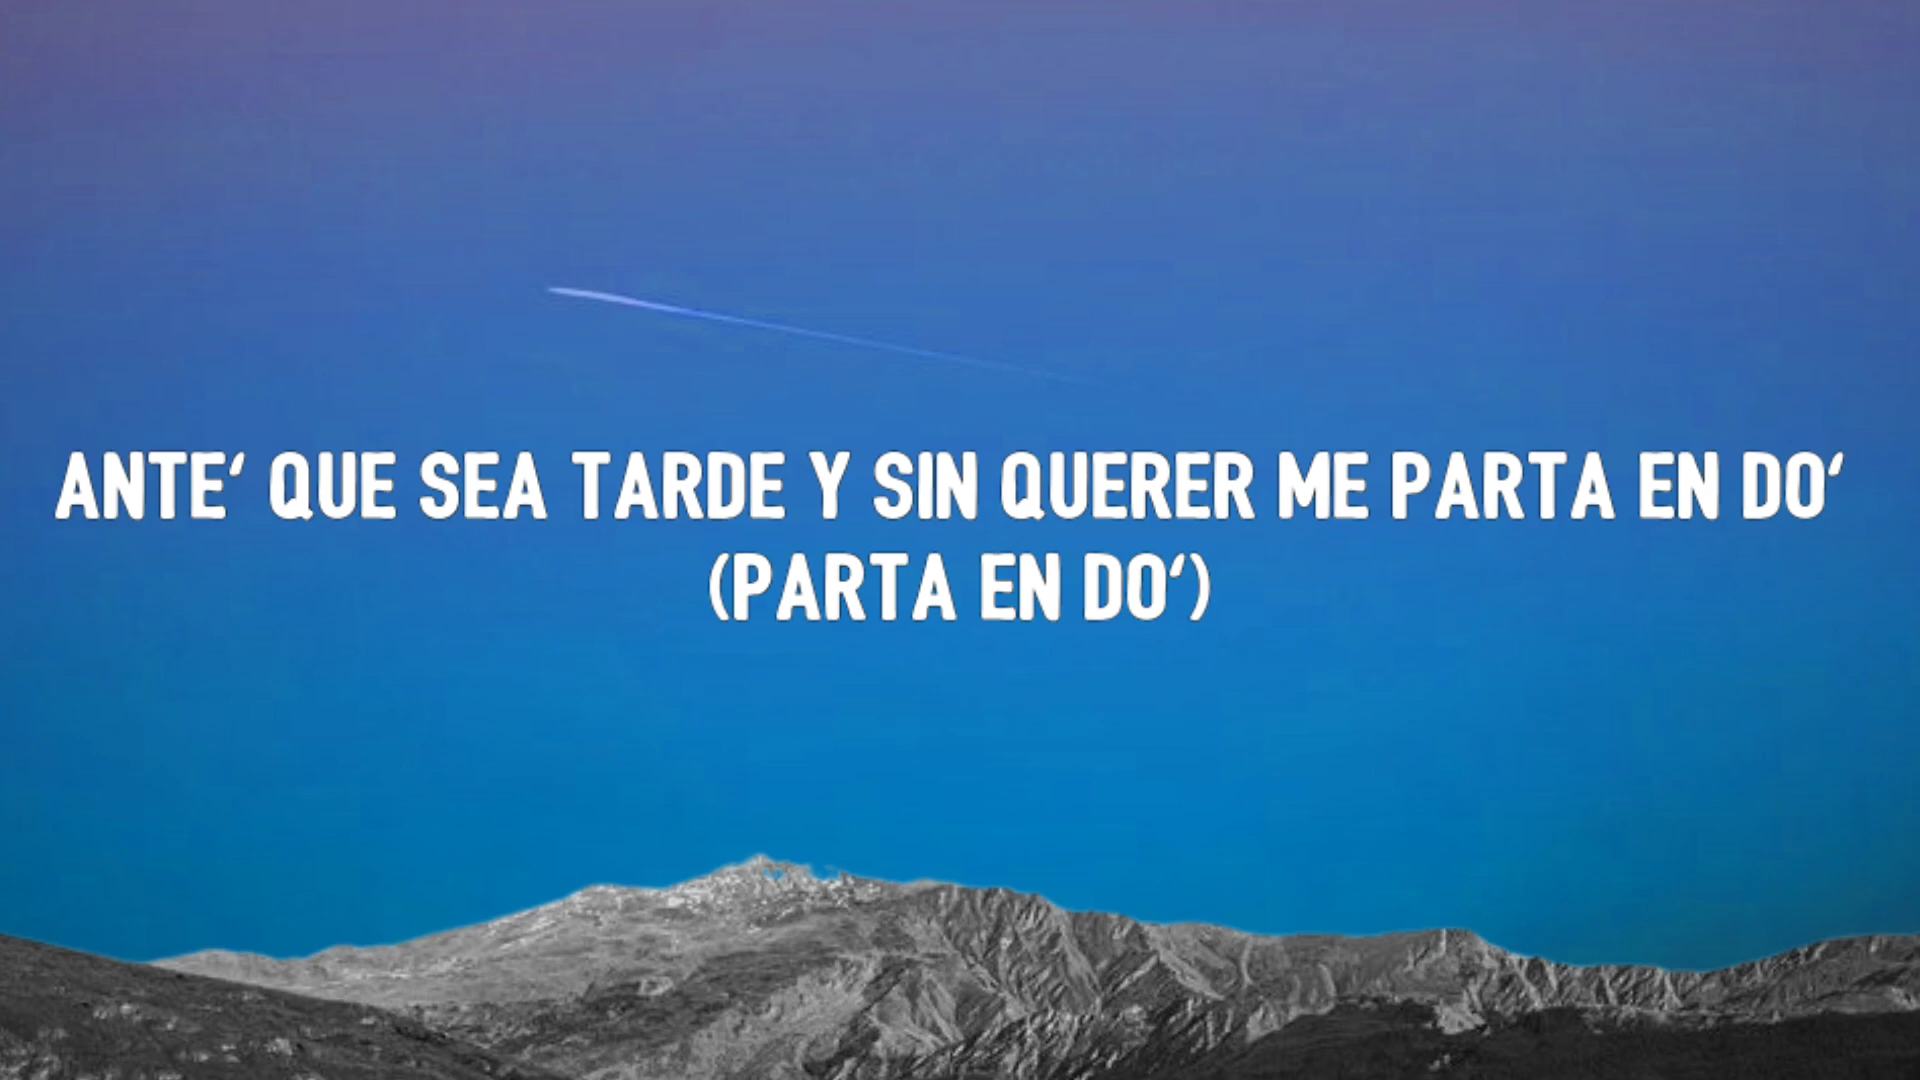 ANTE‘ QUE SEA TARDE Y SIN QUERER ME PARTA EN DO‘
(PARTA EN DO‘)